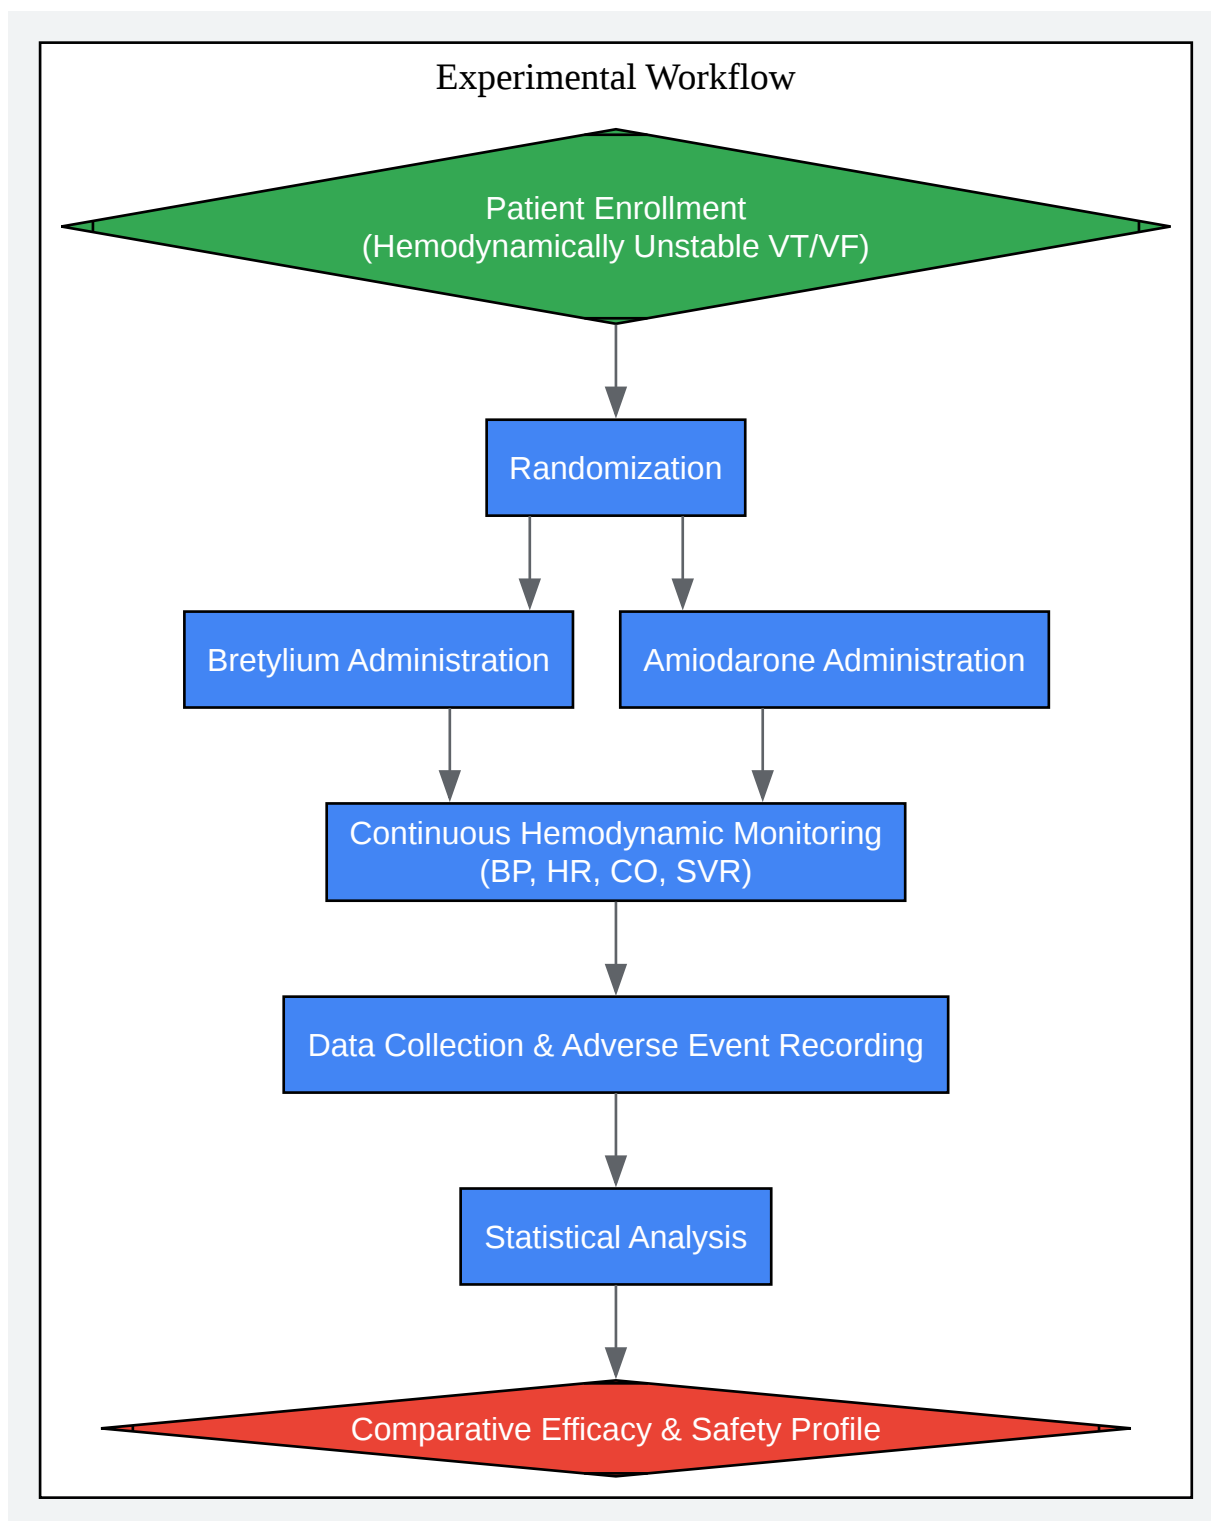 Experimental Workflow
Patient Enrollment
(Hemodynamically Unstable VT/VF)
Randomization
Bretylium Administration
Amiodarone Administration
Continuous Hemodynamic Monitoring
(BP, HR, CO, SVR)
Data Collection & Adverse Event Recording
Statistical Analysis
Comparative Efficacy & Safety Profile